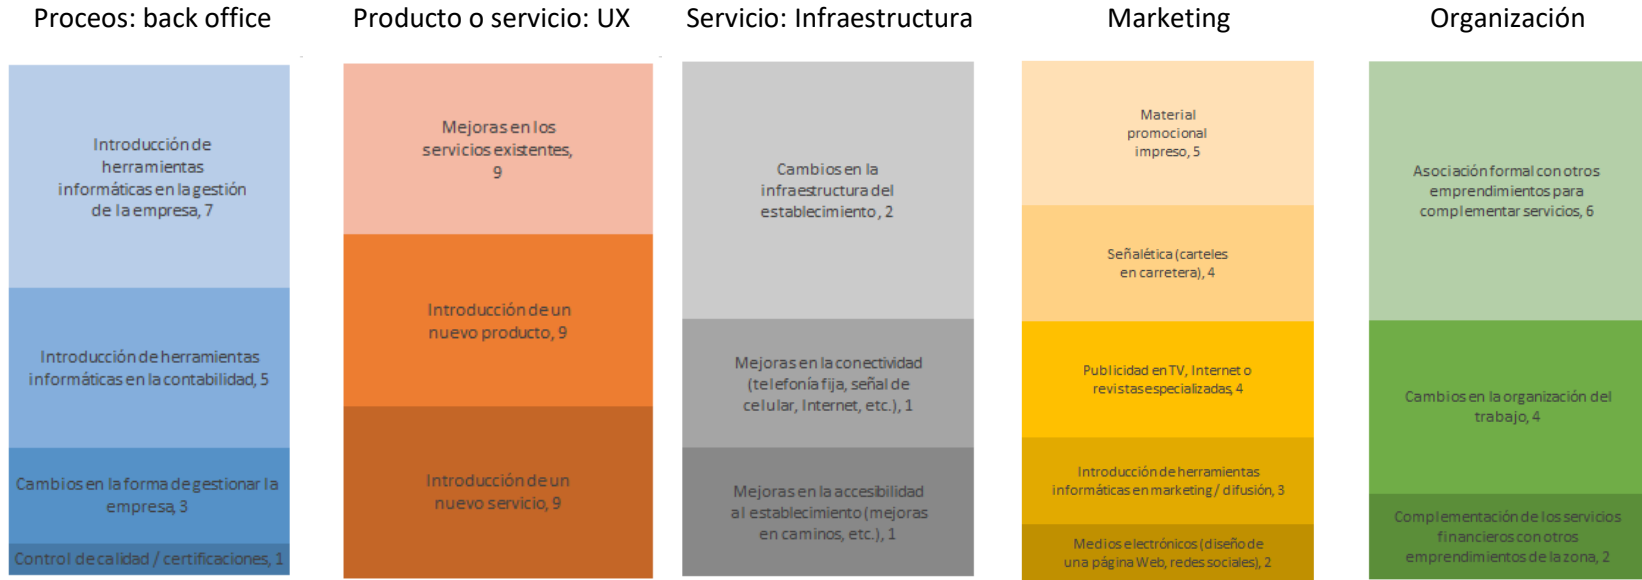 Proceos: back office
Introducción de
herramientas
informáticas en la gestión
de la empresa, 7
Introducción de herramientas
informáticas en la contabilidad, 5
Cambios en la forma de gestionar la
empresa, 3
Control de calidad / certificaciones, 1
Producto o servicio: UX
Mejoras en los
servicios existentes,
9
Introducción de un
nuevo producto, 9
Introducción de un
nuevo servicio, 9
Servicio: Infraestructura
Cambios en la
infraestructura del
establecimiento, 2
Mejoras en la conectividad
(telefonía fija, señal de
celular, Internet, etc.), 1
Mejoras en la accesibilidad
al establecimiento (mejoras
en caminos, etc.), 1
Marketing
Material
promocional
impreso, 5
Señalética (carteles
en carretera), 4
Publicidad en TV, Internet o
revistas especializadas, 4
Introducción de herramientas
informáticas en marketing / difusión, 3
Medios electrónicos (diseño de
una página Web, redes sociales), 2
Organización
Asociación formal con otros
emprendimientos para
complementar servicios, 6
Cambios en la organización del
trabajo, 4
Complementación de los servicios
financieros con otros
emprendimientos de la zona, 2